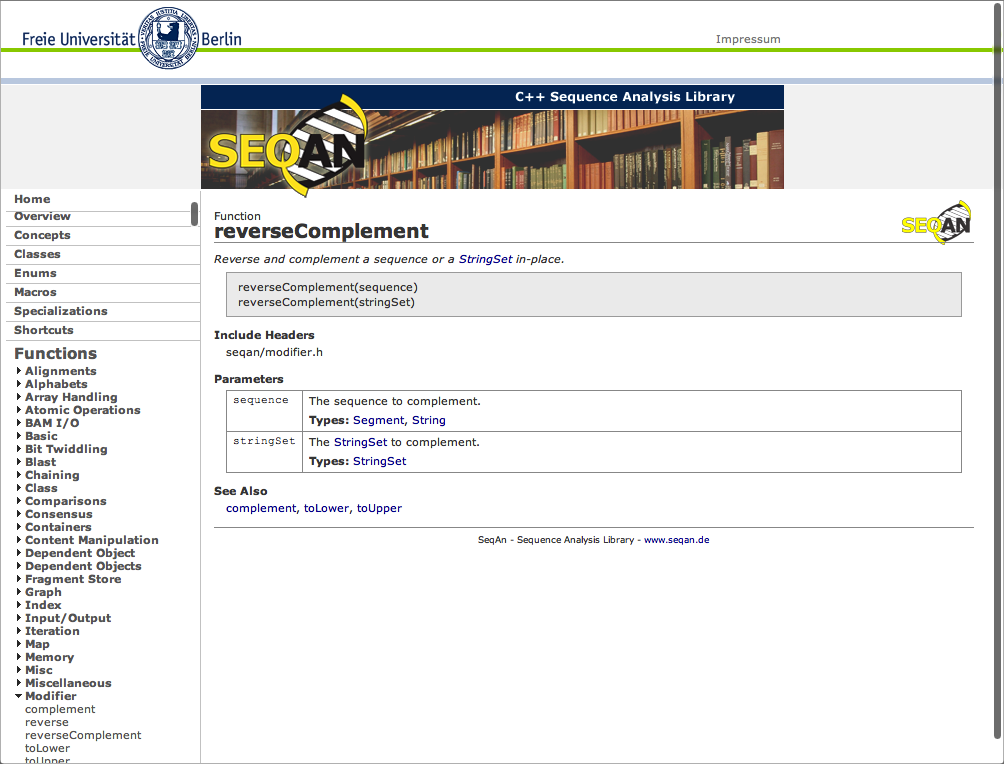 Freie Universität Berlin
Impressum
C++ Sequence Analysis Library
SEQAN
Home
Overview
Concepts
Classes
Enums
Macros
Specializations
Shortcuts
Functions
Alignments
Alphabets
Array Handling
Atomic Operations
BAM I/O
Basic
Bit Twiddling
Blast
Chaining
Class
Comparisons
Consensus
Containers
Content Manipulation
Dependent Object
Dependent Objects
Fragment Store
Graph
Index
Input/Output
Iteration
Map
Memory
Misc
Miscellaneous
Modifier
complement
reverse
reverseComplement
toLower
toUpper
Function
reverseComplement
SEQAN
Reverse and complement a sequence or a StringSet in-place.
reverseComplement(sequence)
reverseComplement(stringSet)
Include Headers
seqan/modifier.h
Parameters
sequence The sequence to complement.
Types: Segment, String
stringSet The StringSet to complement.
Types: StringSet
See Also
complement, toLower, toUpper
SeqAn - Sequence Analysis Library - www.seqan.de